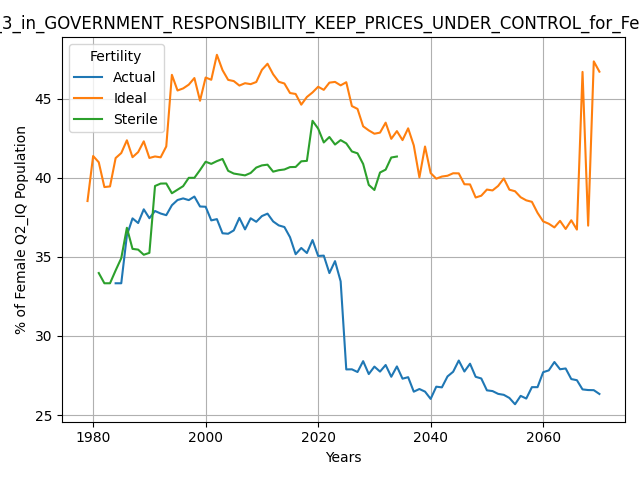 _3_in_GOVERNMENT_RESPONSIBILITY_KEEP_PRICES_UNDER_CONTROL_for_Fe
Fertility
Actual
Ideal
Sterile
% of Female Q2_IQ Population
45
40
35
30
25
1980
2000
2020
2040
2060
Years